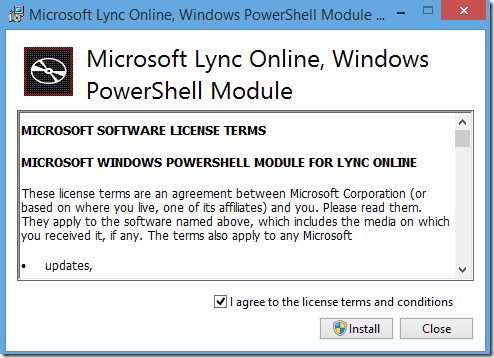 Microsoft Lync Online, Windows PowerShell Module ...
Microsoft Lync Online, Windows
PowerShell Module
MICROSOFT SOFTWARE LICENSE TERMS
MICROSOFT WINDOWS POWERSHELL MODULE FOR LYNC ONLINE
These license terms are an agreement between Microsoft Corporation (or
based on where you live, one of its affiliates) and you. Please read them.
They apply to the software named above, which includes the media on which
you received it, if any. The terms also apply to any Microsoft
• updates,
I agree to the license terms and conditions
Install
Close